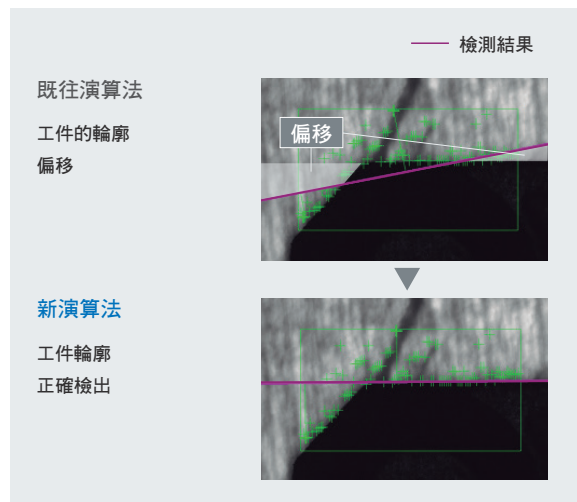 檢測結果
既往演算法
工件的輪廓
偏移
偏移
新演算法
工件輪廓
正確檢出